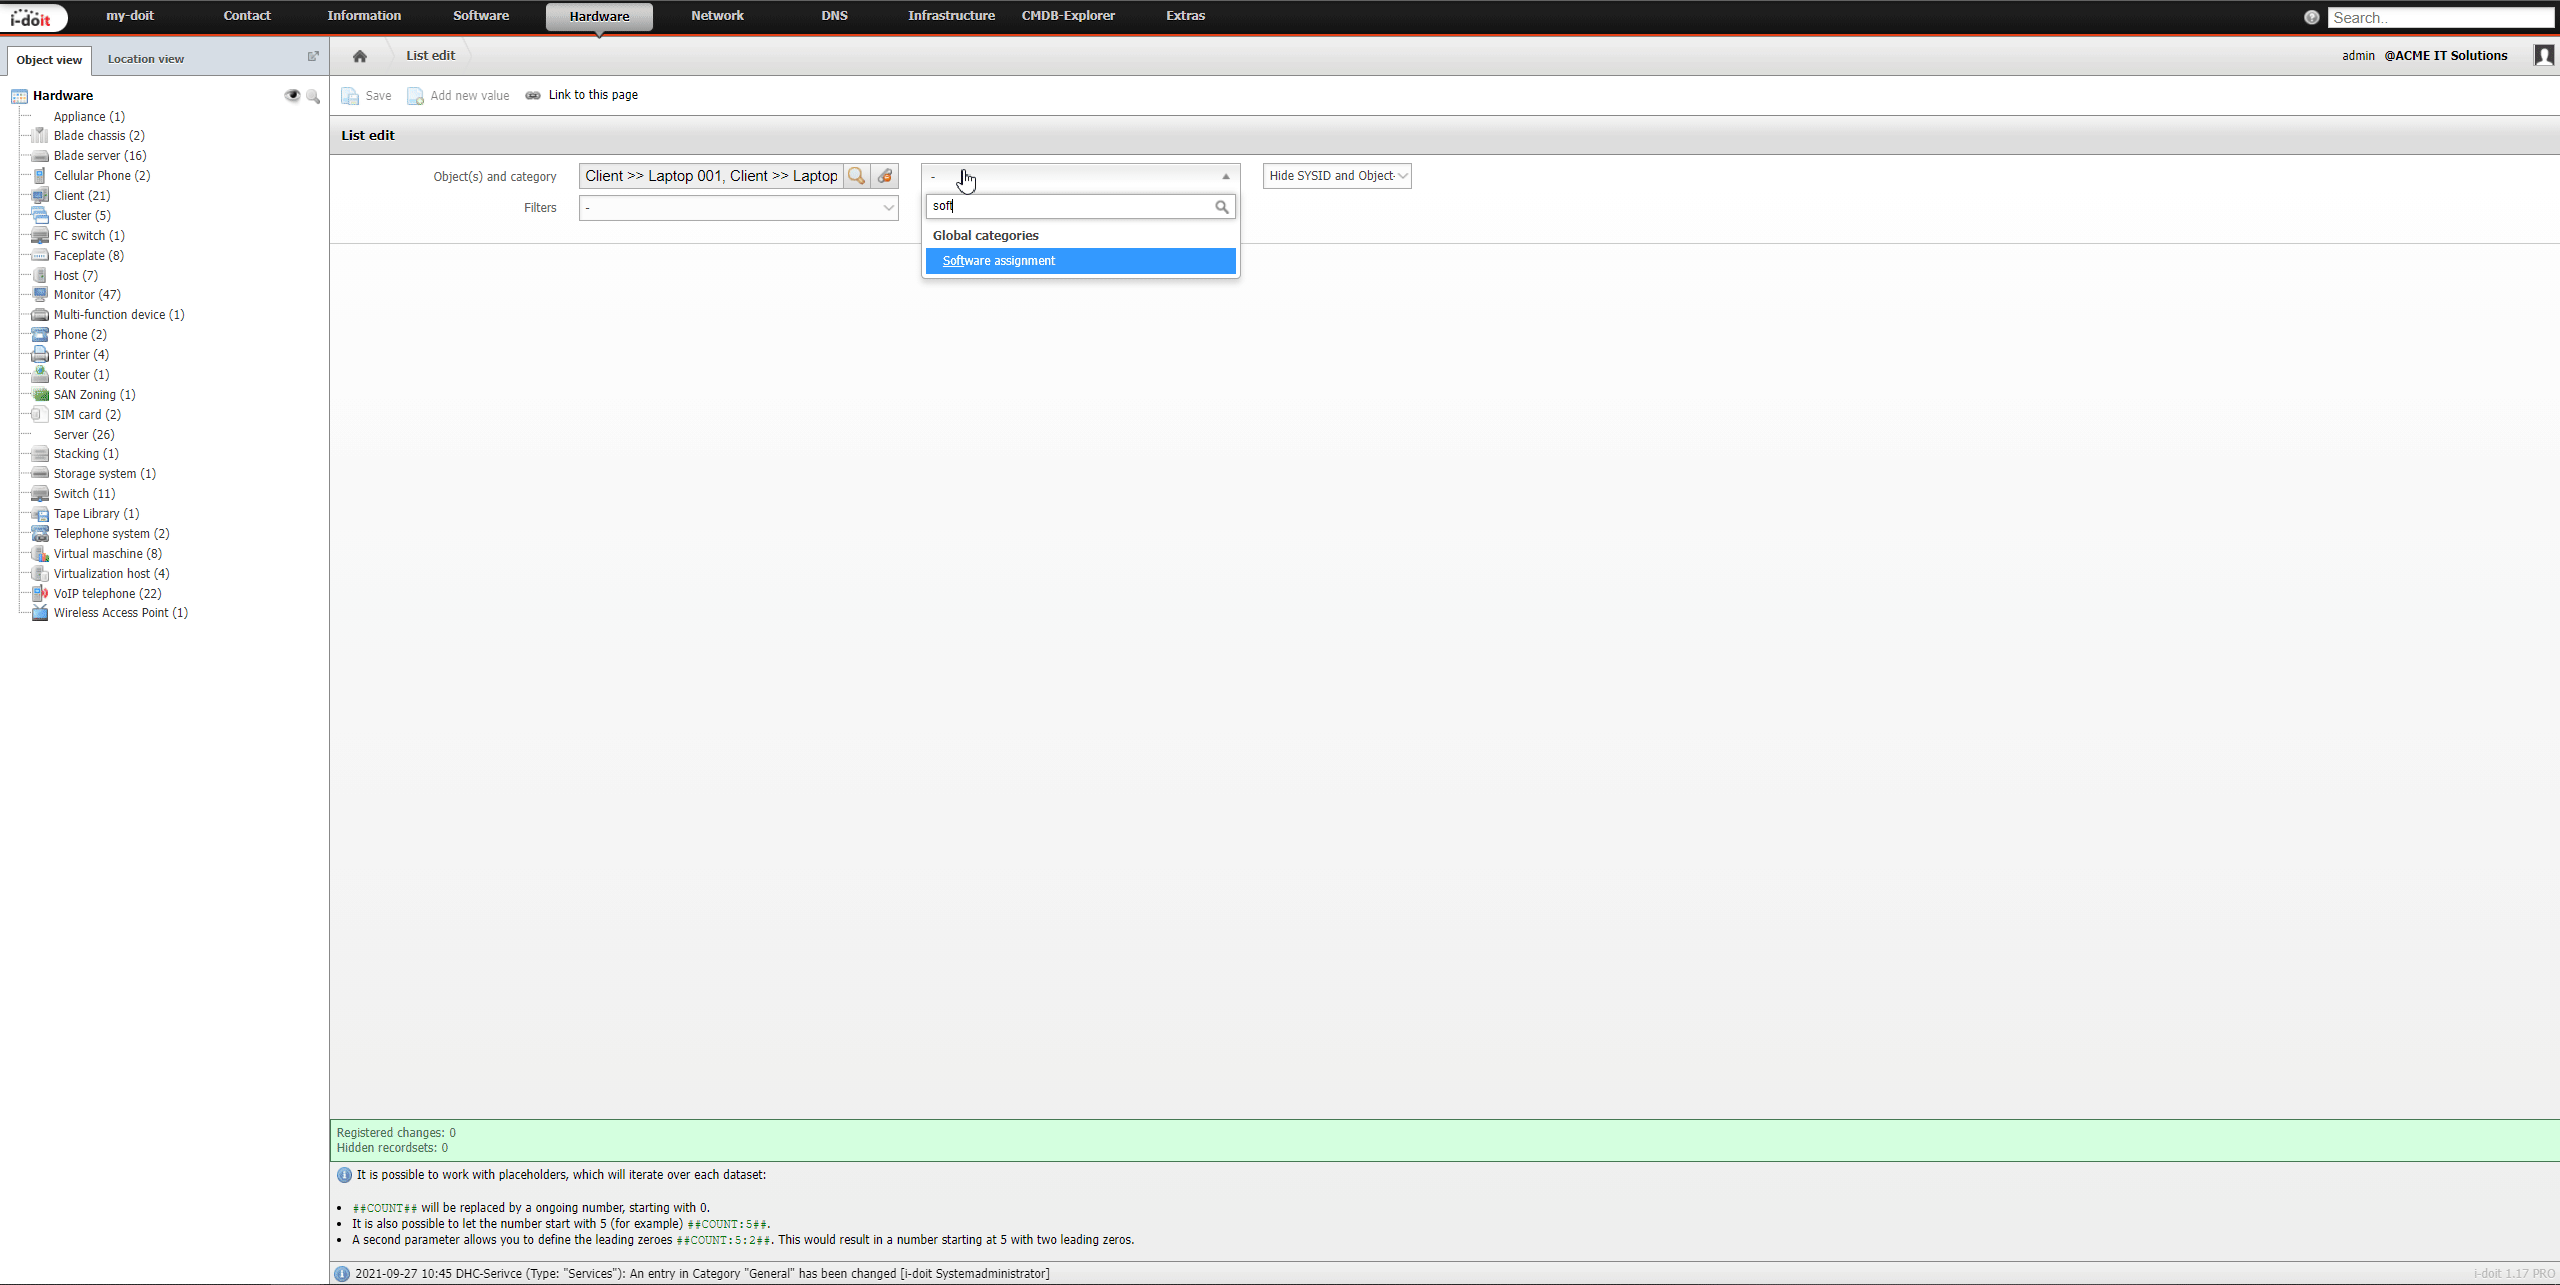 i-doit my-doit Contact Information Software Hardware Network DNS Infrastructure CMDB-Explorer Extras Search..
Object view Location view List edit admin @ACME IT Solutions
Hardware
Appliance (1)
Blade chassis (2)
Blade server (16)
Cellular Phone (2)
Client (21)
Cluster (5)
FC switch (1)
Faceplate (8)
Host (7)
Monitor (47)
Multi-function device (1)
Phone (2)
Printer (4)
Router (1)
SAN Zoning (1)
SIM card (2)
Server (26)
Stacking (1)
Storage system (1)
Switch (11)
Tape Library (1)
Telephone system (2)
Virtual maschine (8)
Virtualization host (4)
VoIP telephone (22)
Wireless Access Point (1)
Save Add new value Link to this page
List edit
Object(s) and category Client >> Laptop 001, Client >> Laptop - Hide SYSID and Object-
Filters - soft
Global categories
Software assignment
Registered changes: 0
Hidden recordsets: 0
It is possible to work with placeholders, which will iterate over each dataset:
• ##COUNT## will be replaced by a ongoing number, starting with 0.
• It is also possible to let the number start with 5 (for example) ##COUNT:5##.
• A second parameter allows you to define the leading zeroes ##COUNT:5:2##. This would result in a number starting at 5 with two leading zeros.
2021-09-27 10:45 DHC-Serivce (Type: "Services"): An entry in Category "General" has been changed [i-doit Systemadministrator] i-doit 1.17 PRO